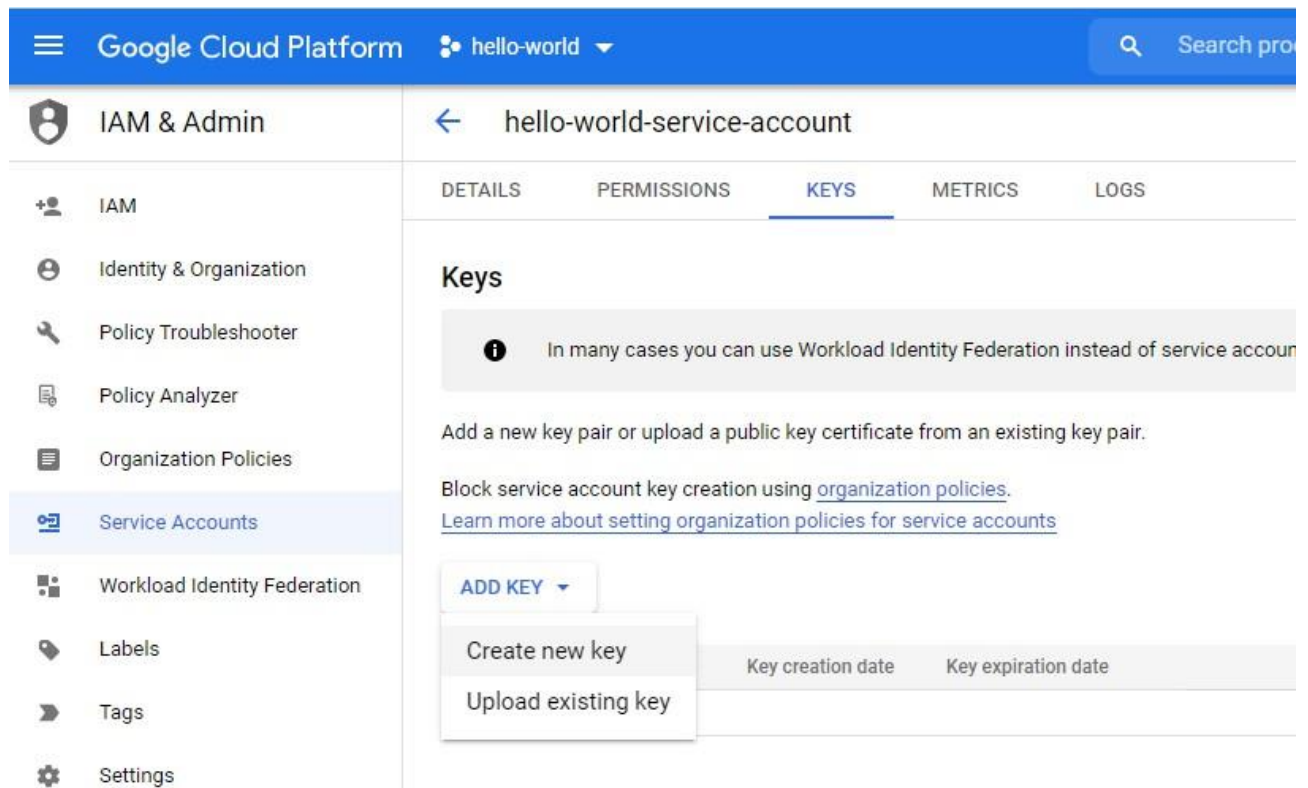 Google Cloud Platform hello-world Search
IAM & Admin
hello-world-service-account
DETAILS PERMISSIONS KEYS METRICS LOGS
IAM
Identity & Organization
Policy Troubleshooter
Policy Analyzer
Organization Policies
Service Accounts
Workload Identity Federation
Labels
Tags
Settings
Keys
In many cases you can use Workload Identity Federation instead of service
Add a new key pair or upload a public key certificate from an existing key pair.
Block service account key creation using organization policies.
Learn more about setting organization policies for service accounts
ADD KEY
Create new key
Upload existing key
Key creation date Key expiration date